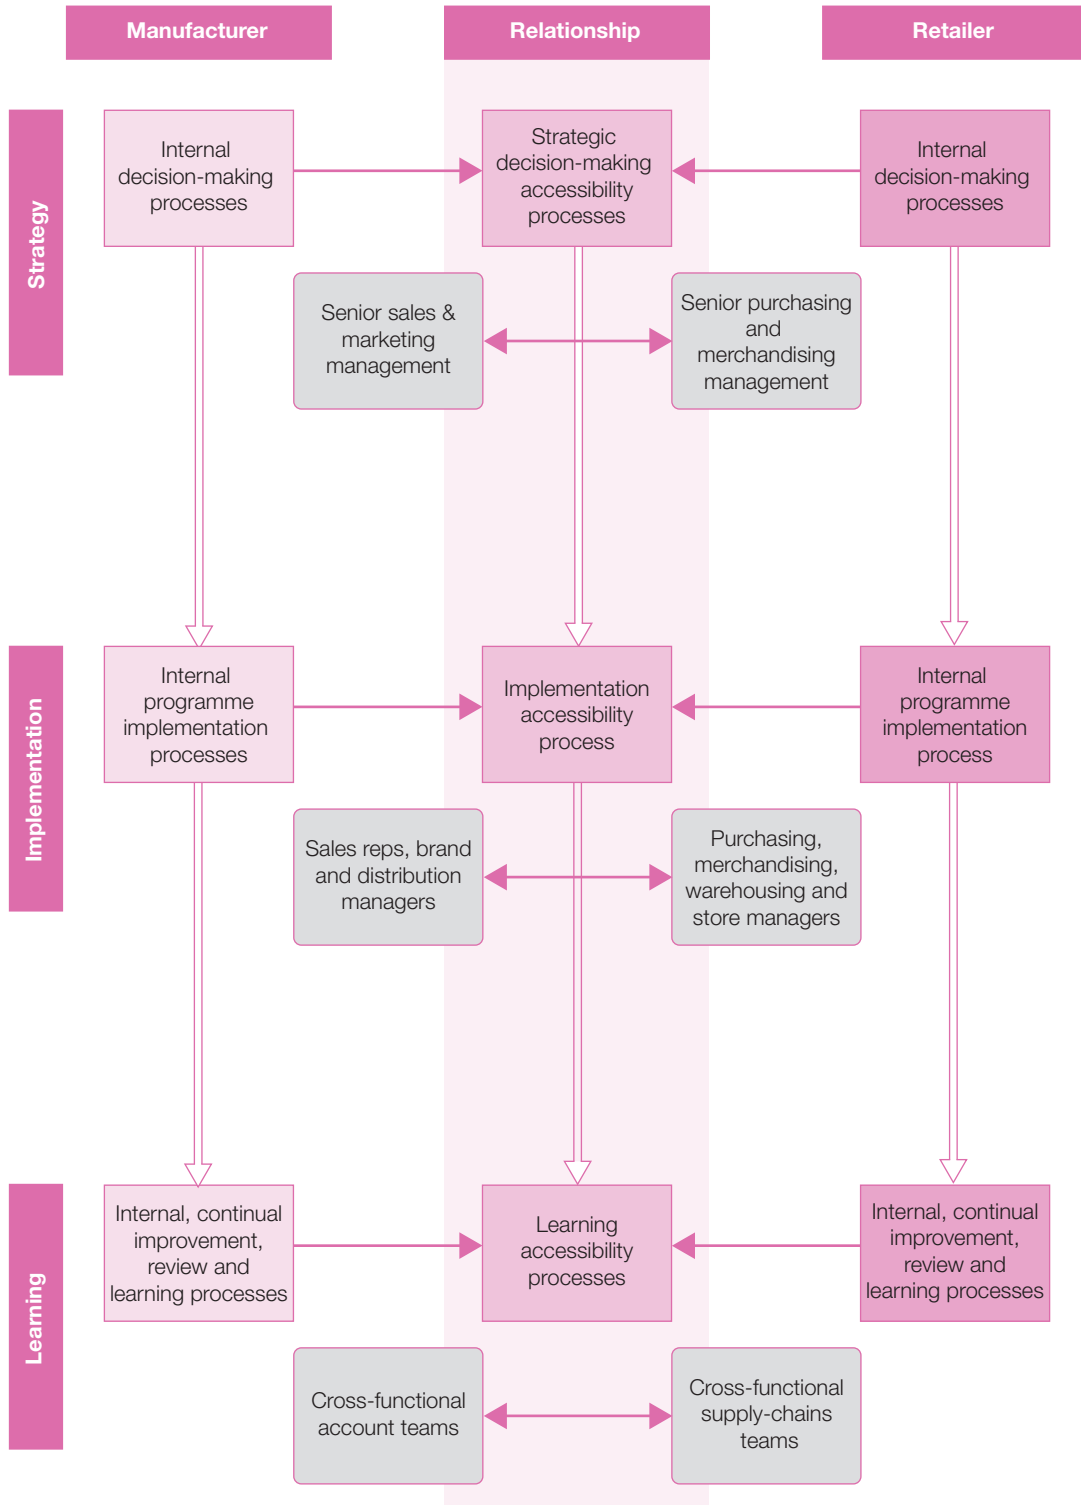 Manufacturer
Relationship
Retailer
Strategy
Internal
decision-making
processes
Strategic
decision-making
accessibility
processes
Internal
decision-making
processes
Senior sales &
marketing
management
Senior purchasing
and
merchandising
management
Implementation
Internal
programme
implementation
processes
Implementation
accessibility
process
Internal
programme
implementation
process
Sales reps, brand
and distribution
managers
Purchasing,
merchandising,
warehousing and
store managers
Learning
Internal, continual
improvement,
review and
learning processes
Learning
accessibility
processes
Internal, continual
improvement,
review and
learning processes
Cross-functional
account teams
Cross-functional
supply-chains
teams